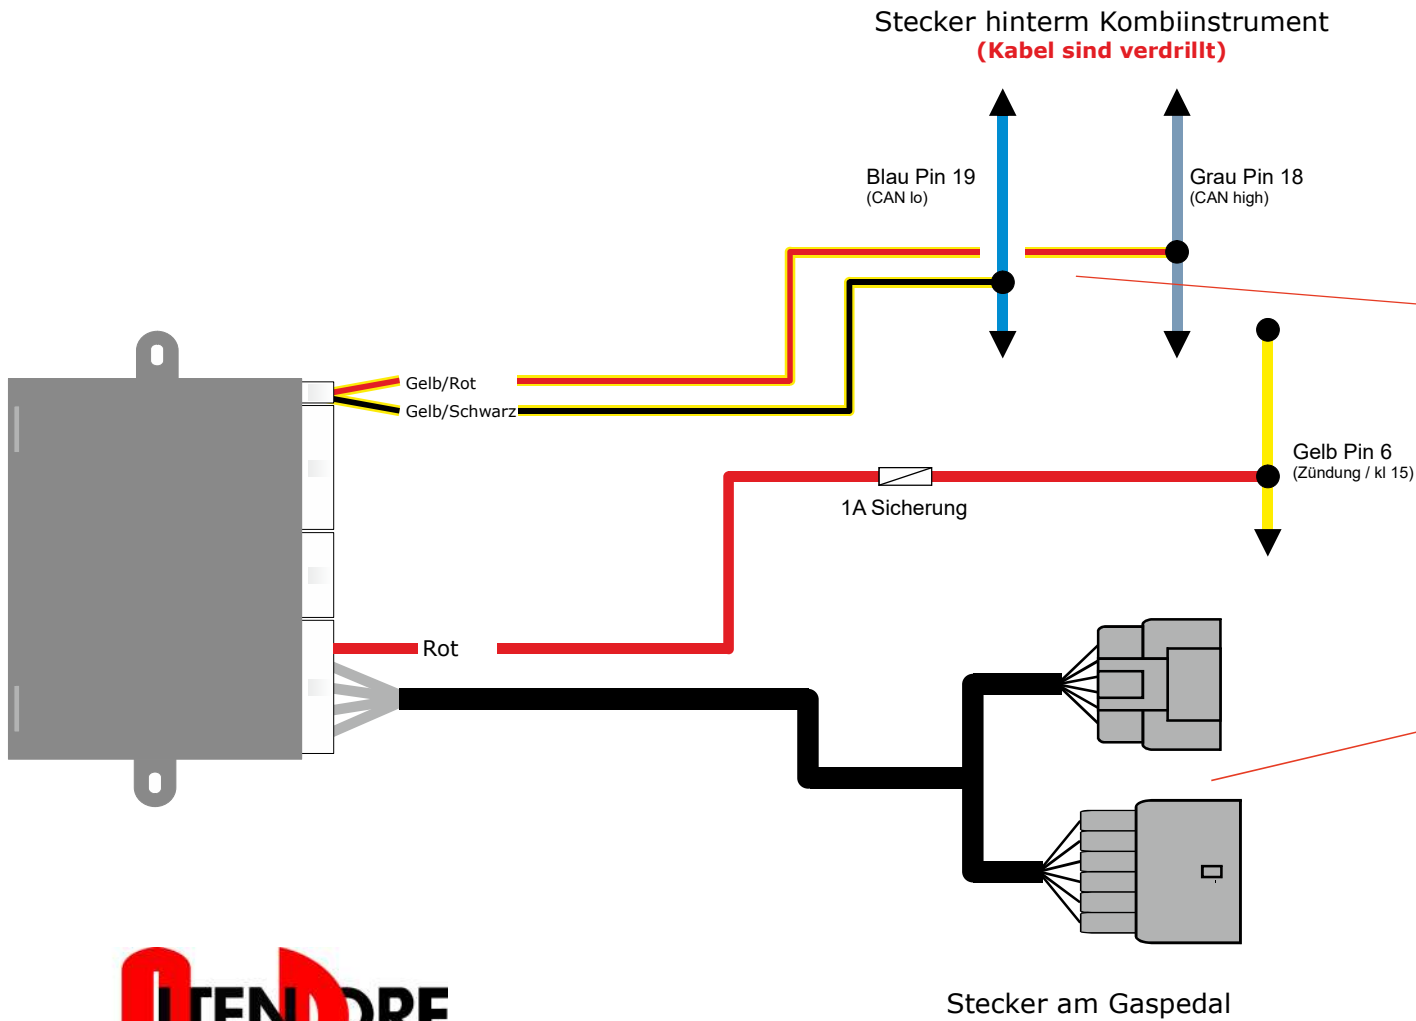 Stecker hinterm Kombiinstrument
(Kabel sind verdrillt)
Blau Pin 19
(CAN lo)
Grau Pin 18
(CAN high)
Gelb/Rot
Gelb/Schwarz
Gelb Pin 6
(Zündung / kl 15)
1A Sicherung
Rot
Stecker am Gaspedal